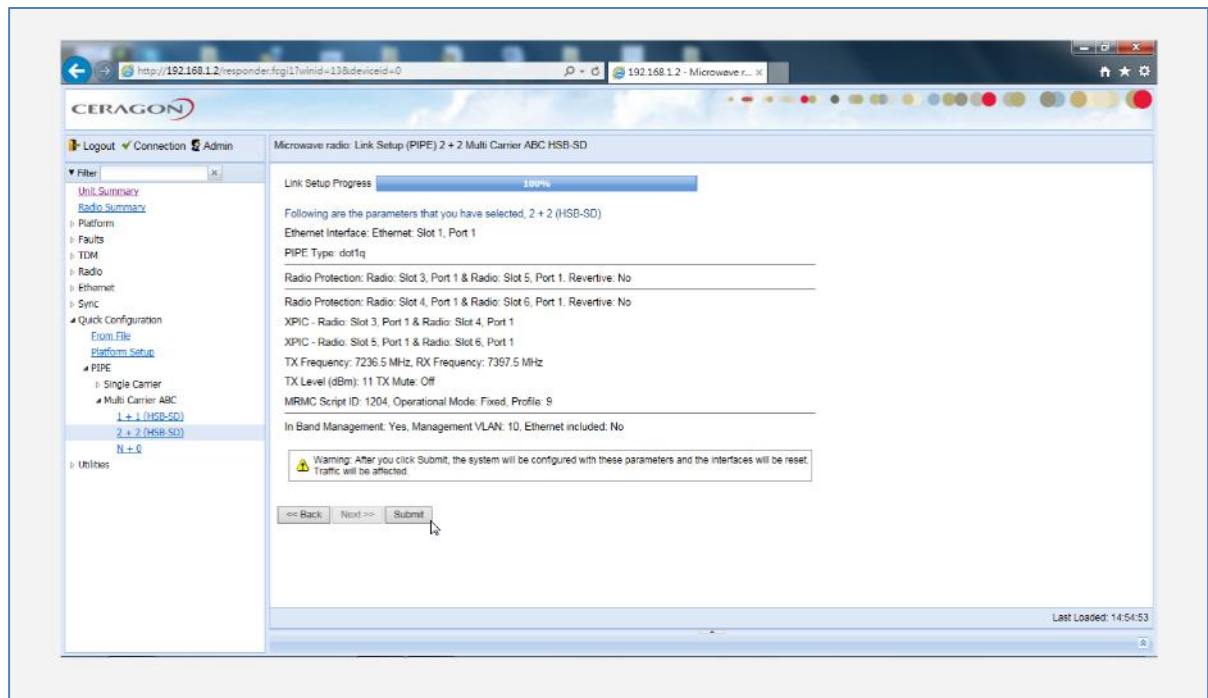 http://192.168.1.2/responder.fcgi1?winid=138&deviceid=0
192.168.1.2 - Microwave r...
CERAGON
Logout Connection Admin
Microwave radio: Link Setup (PIPE) 2 + 2 Multi Carrier ABC HSB-SD
Filter
Unit Summary
Radio Summary
Platform
Faults
TDM
Radio
Ethernet
Sync
Quick Configuration
From File
Platform Setup
PIPE
Single Carrier
Multi Carrier ABC
1 + 1 (HSB-SD)
2 + 2 (HSB-SD)
N + 0
Utilities
Link Setup Progress 100%
Following are the parameters that you have selected, 2 + 2 (HSB-SD)
Ethernet Interface: Ethernet: Slot 1, Port 1
PIPE Type: dot1q
Radio Protection: Radio: Slot 3, Port 1 & Radio: Slot 5, Port 1. Revertive: No
Radio Protection: Radio: Slot 4, Port 1 & Radio: Slot 6, Port 1. Revertive: No
XPIC - Radio: Slot 3, Port 1 & Radio: Slot 4, Port 1
XPIC - Radio: Slot 5, Port 1 & Radio: Slot 6, Port 1
TX Frequency: 7236.5 MHz, RX Frequency: 7397.5 MHz
TX Level (dBm): 11 TX Mute: Off
MRMC Script ID: 1204, Operational Mode: Fixed, Profile: 9
In Band Management: Yes, Management VLAN: 10, Ethernet included: No
Warning: After you click Submit, the system will be configured with these parameters and the interfaces will be reset.
Traffic will be affected.
<< Back Next >> Submit
Last Loaded: 14:54:53